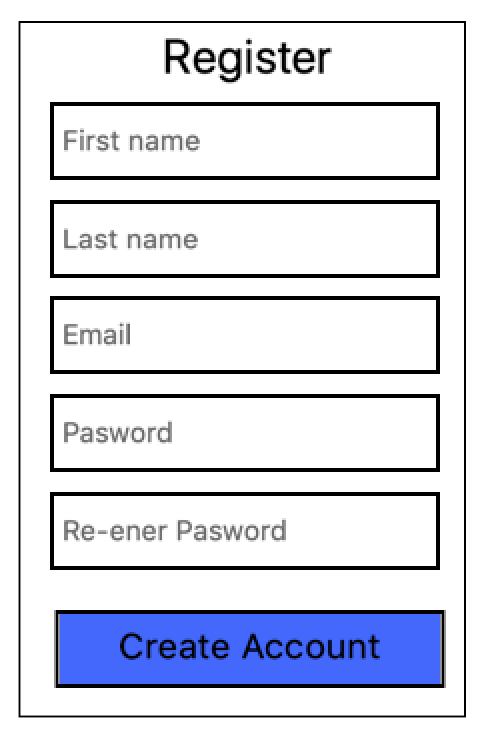 Register
First name
Last name
Email
Pasword
Re-ener Pasword
Create Account